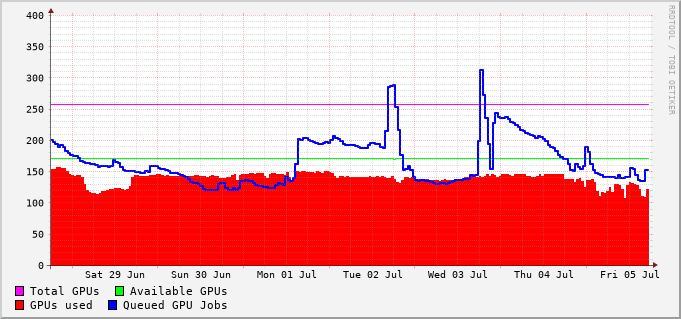 400
350
300
250
200
150
100
50
0
Sat 29 Jun Sun 30 Jun Mon 01 Jul Tue 02 Jul Wed 03 Jul Thu 04 Jul Fri 05 Jul
Total GPUs Available GPUs
GPUs used Queued GPU Jobs
RRDTOOL / TOBI OETIKER